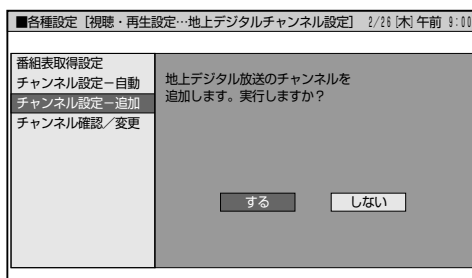 ■各種設定［視聴・再生設定…地上デジタルチャンネル設定］ 2/26[木]午前 9:00
番組表取得設定
チャンネル設定－自動
チャンネル設定－追加
チャンネル確認／変更
地上デジタル放送のチャンネルを
追加します。実行しますか？
する しない